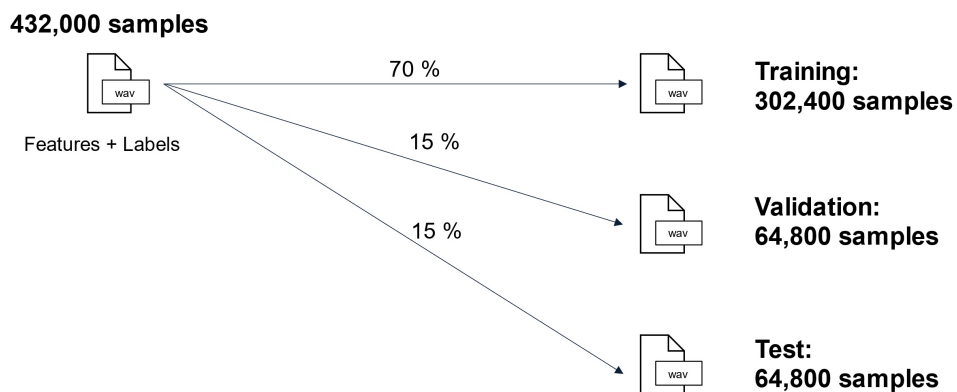 432,000 samples
wav
Features + Labels
70 %
15 %
15 %
wav
Training:
302,400 samples
wav
Validation:
64,800 samples
wav
Test:
64,800 samples